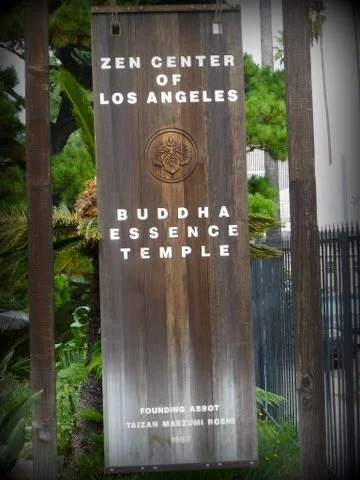 ZEN CENTER
OF
LOS ANGELES
BUDDHA
ESSENCE
TEMPLE
FOUNDING ABBOT
TAIZAN MAEZUMI ROSHI
1967